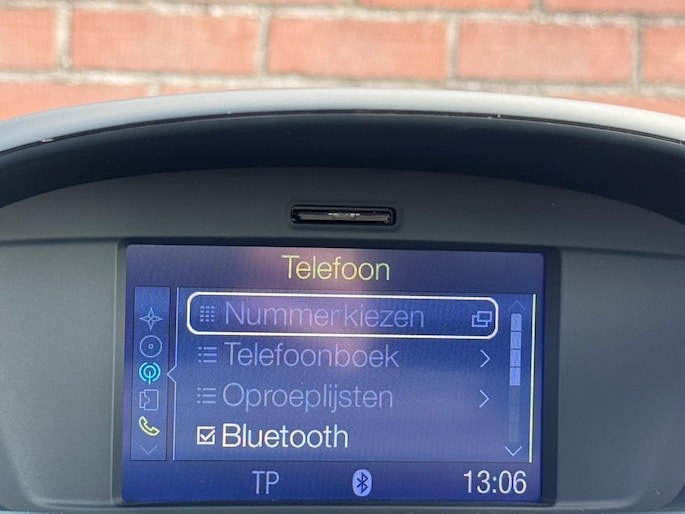 Telefoon
Nummer kiezen
Telefoonboek
Oproeplijsten
Bluetooth
TP 13:06